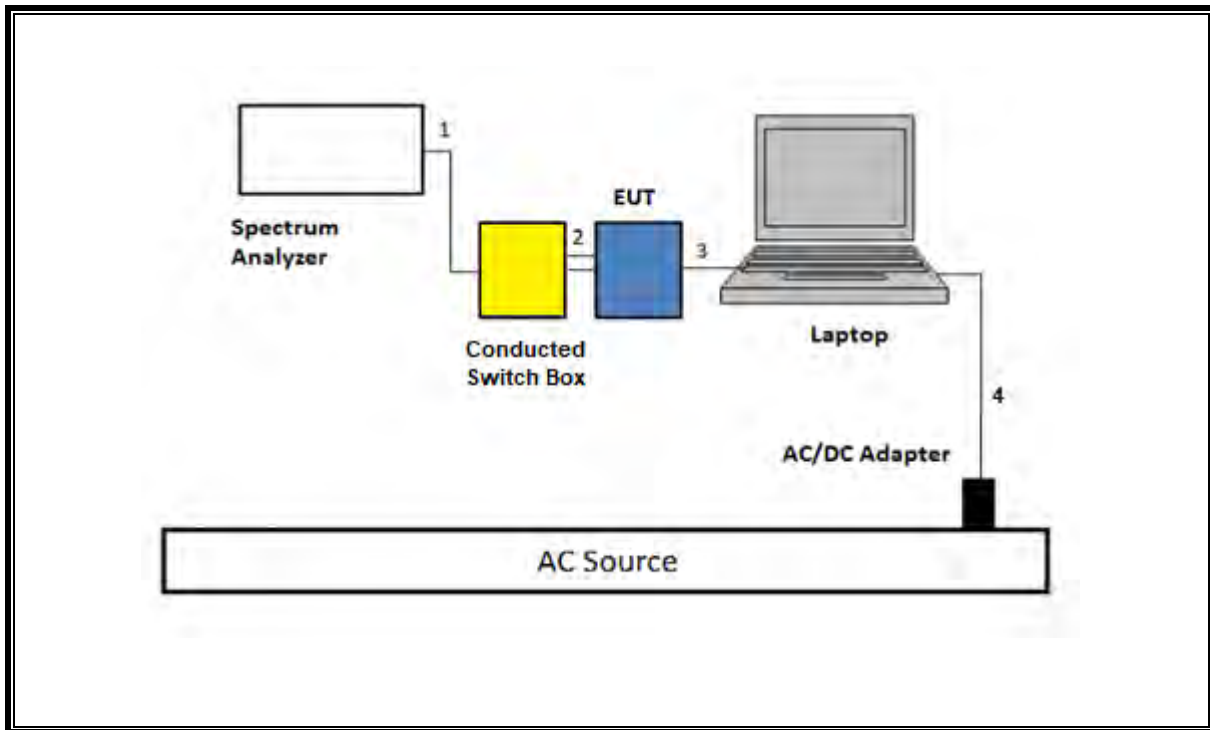 1
EUT
Spectrum
Analyzer
2
3
Laptop
Conducted
Switch Box
4
AC/DC Adapter
AC Source